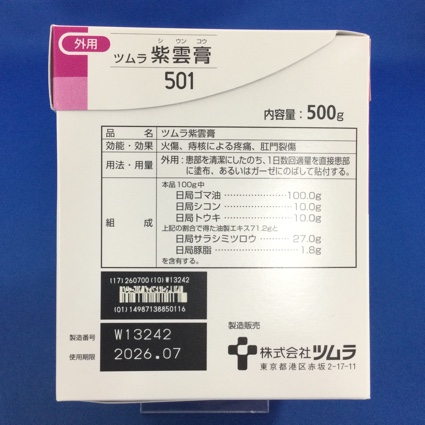 外用
シ ウン コウ
ツムラ 紫雲膏
501
内容量：500g
品 名 ツムラ紫雲膏
効能・効果 火傷、痔核による疼痛、肛門裂傷
用法・用量 外用：患部を清潔にしたのち、1日数回適量を直接患部
に塗布、あるいはガーゼにのばして貼付する。
本品100g中
日局ゴマ油 100.0g
日局シコン 10.0g
日局トウキ 10.0g
組 成 上記の割合で得た油製エキス71.2gと
日局サラシミツロウ 27.0g
日局豚脂 1.8g
を含有する。
(17)260700(10)W13242
(01)14987138850116
製造番号 W13242
使用期限 2026.07
製造販売
株式会社ツムラ
東京都港区赤坂2-17-11